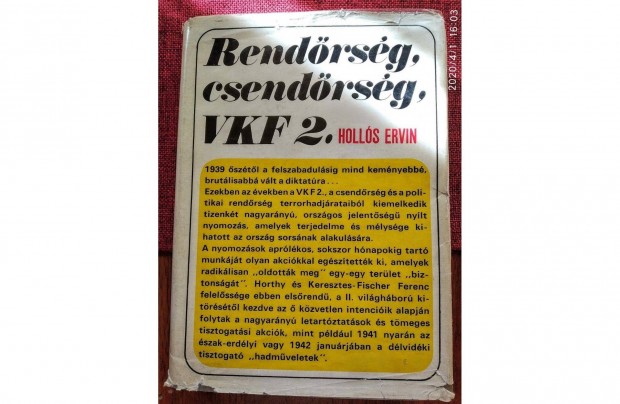 2020/4/1 16:03
Rendőrség,
csendőrség,
VKF 2. HOLLÓS ERVIN
1939 őszétől a felszabadulásig mind keményebbé,
brutálisabbá vált a diktatúra...
Ezekben az években a VKF2., a csendőrség és a poli-
tikai rendőrség terrorhadjárataiból kiemelkedik
tizenkét nagyarányú, országos jelentőségű nyílt
nyomozás, amelyek terjedelme és mélysége ki-
hatott az ország sorsának alakulására.
A nyomozások aprólékos, sokszor hónapokig tartó
munkáját olyan akciókkal egészítették ki, amelyek
radikálisan „oldották meg" egy-egy terület „biz-
tonságát". Horthy és Keresztes-Fischer Ferenc
felelőssége ebben elsőrendű, a II. világháború ki-
törésétől kezdve az ő közvetlen intencióik alapján
folytak a nagyarányú letartóztatások és tömeges
tisztogatási akciók, mint például 1941 nyarán az
észak-erdélyi vagy 1942 januárjában a délvidéki
tisztogató „hadműveletek".